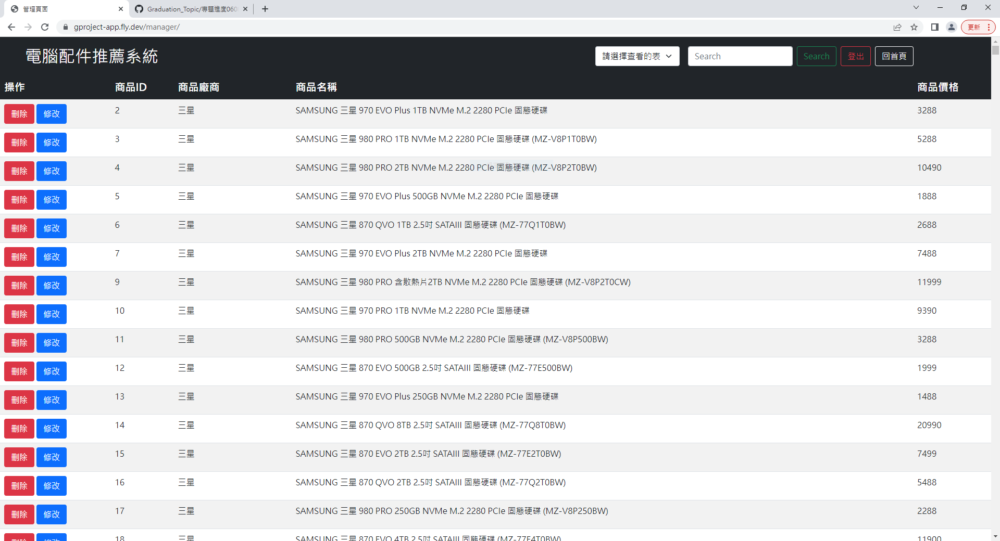 管理頁面
Graduation_Topic/專題進度060
gproject-app.fly.dev/manager/
更新
電腦配件推薦系統 請選擇查看的表 Search Search 登出 回首頁
操作 商品ID 商品廠商 商品名稱 商品價格
刪除 修改 2 三星 SAMSUNG 三星 970 EVO Plus 1TB NVMe M.2 2280 PCIe 固態硬碟 3288
刪除 修改 3 三星 SAMSUNG 三星 980 PRO 1TB NVMe M.2 2280 PCIe 固態硬碟 (MZ-V8P1T0BW) 5288
刪除 修改 4 三星 SAMSUNG 三星 980 PRO 2TB NVMe M.2 2280 PCIe 固態硬碟 (MZ-V8P2T0BW) 10490
刪除 修改 5 三星 SAMSUNG 三星 970 EVO Plus 500GB NVMe M.2 2280 PCIe 固態硬碟 1888
刪除 修改 6 三星 SAMSUNG 三星 870 QVO 1TB 2.5吋 SATAIII 固態硬碟 (MZ-77Q1T0BW) 2688
刪除 修改 7 三星 SAMSUNG 三星 970 EVO Plus 2TB NVMe M.2 2280 PCIe 固態硬碟 7488
刪除 修改 9 三星 SAMSUNG 三星 980 PRO 含散熱片2TB NVMe M.2 2280 PCIe 固態硬碟 (MZ-V8P2T0CW) 11999
刪除 修改 10 三星 SAMSUNG 三星 970 PRO 1TB NVMe M.2 2280 PCIe 固態硬碟 9390
刪除 修改 11 三星 SAMSUNG 三星 980 PRO 500GB NVMe M.2 2280 PCIe 固態硬碟 (MZ-V8P500BW) 3288
刪除 修改 12 三星 SAMSUNG 三星 870 EVO 500GB 2.5吋 SATAIII 固態硬碟 (MZ-77E500BW) 1999
刪除 修改 13 三星 SAMSUNG 三星 970 EVO Plus 250GB NVMe M.2 2280 PCIe 固態硬碟 1488
刪除 修改 14 三星 SAMSUNG 三星 870 QVO 8TB 2.5吋 SATAIII 固態硬碟 (MZ-77Q8T0BW) 20990
刪除 修改 15 三星 SAMSUNG 三星 870 EVO 2TB 2.5吋 SATAIII 固態硬碟 (MZ-77E2T0BW) 7499
刪除 修改 16 三星 SAMSUNG 三星 870 QVO 2TB 2.5吋 SATAIII 固態硬碟 (MZ-77Q2T0BW) 5488
刪除 修改 17 三星 SAMSUNG 三星 980 PRO 250GB NVMe M.2 2280 PCIe 固態硬碟 (MZ-V8P250BW) 2288
刪除 修改 18 三星 SAMSUNG 三星 870 EVO 4TB 2.5吋 SATAIII 固態硬碟 (MZ-77E4T0BW) 11900